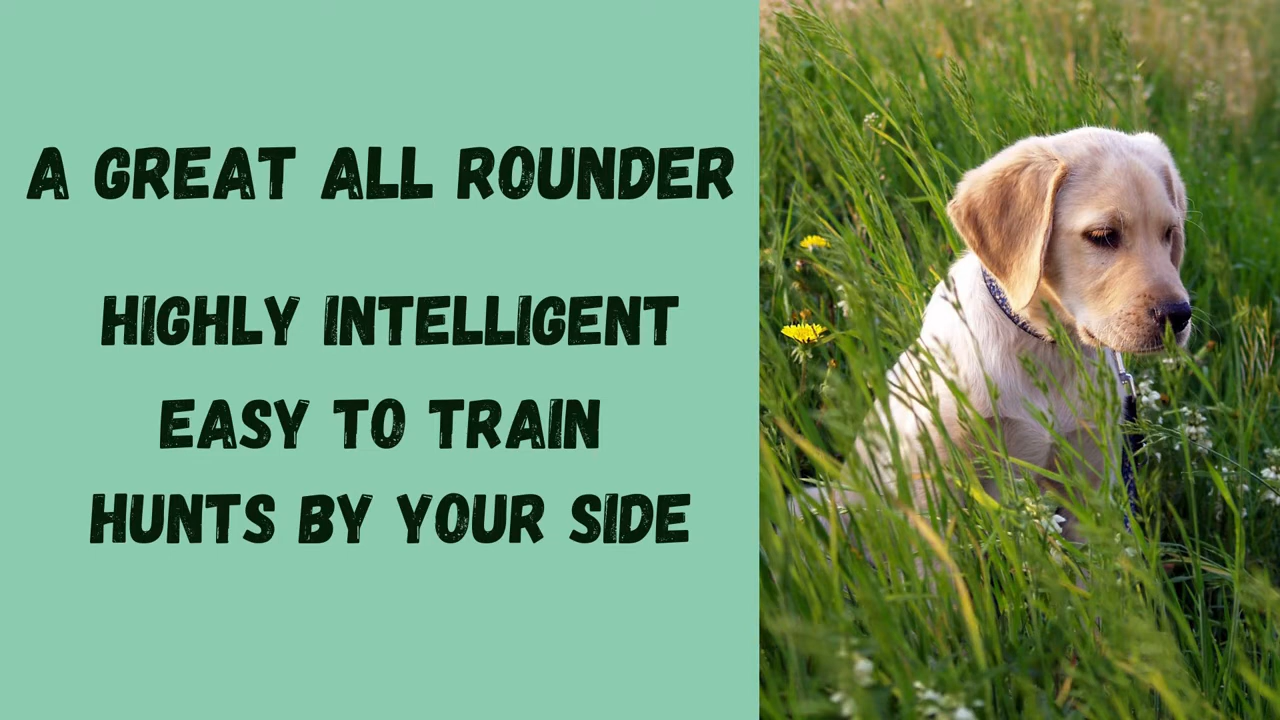 A GREAT ALL ROUNDER
HIGHLY INTELLIGENT
EASY TO TRAIN
HUNTS BY YOUR SIDE